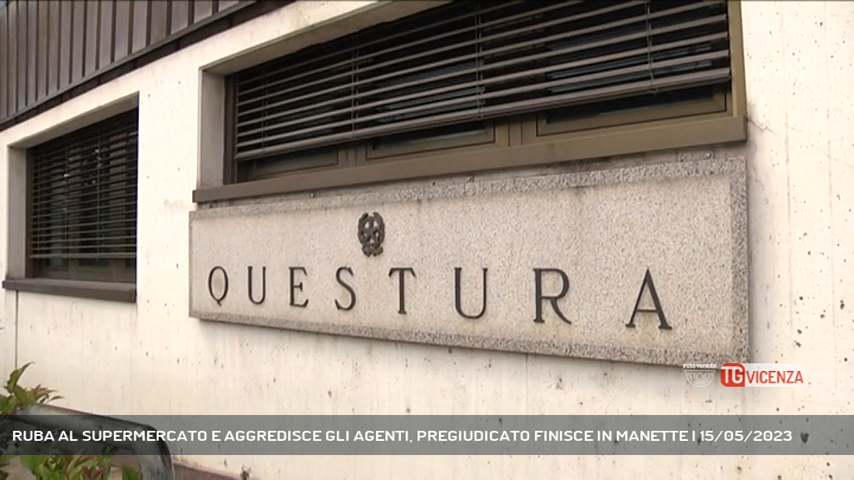 QUESTURA
TG VICENZA
RUBA AL SUPERMERCATO E AGGREDISCE GLI AGENTI, PREGIUDICATO FINISCE IN MANETTE | 15/05/2023